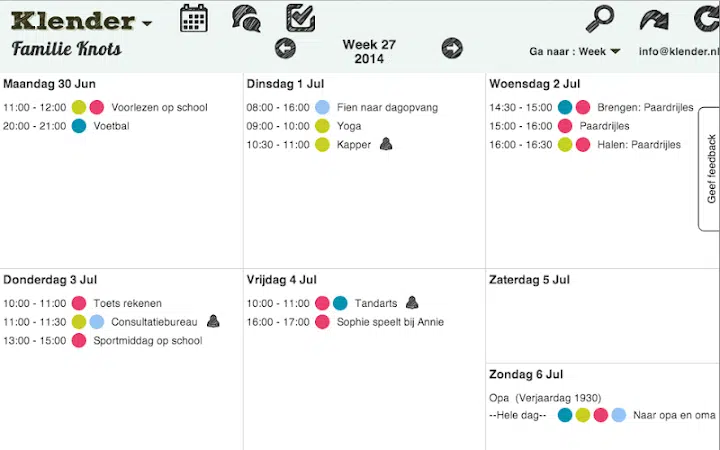 Klender
Familie Knots
Week 27
2014
Ga naar : Week
info@klender.nl
Maandag 30 Jun
11:00 - 12:00 Voorlezen op school
20:00 - 21:00 Voetbal
Dinsdag 1 Jul
08:00 - 16:00 Fien naar dagopvang
09:00 - 10:00 Yoga
10:30 - 11:00 Kapper
Woensdag 2 Jul
14:30 - 15:00 Brengen: Paardrijles
15:00 - 16:00 Paardrijles
16:00 - 16:30 Halen: Paardrijles
Geef feedback
Donderdag 3 Jul
10:00 - 11:00 Toets rekenen
11:00 - 11:30 Consultatiebureau
13:00 - 15:00 Sportmiddag op school
Vrijdag 4 Jul
10:00 - 11:00 Tandarts
16:00 - 17:00 Sophie speelt bij Annie
Zaterdag 5 Jul
Zondag 6 Jul
Opa (Verjaardag 1930)
--Hele dag-- Naar opa en oma